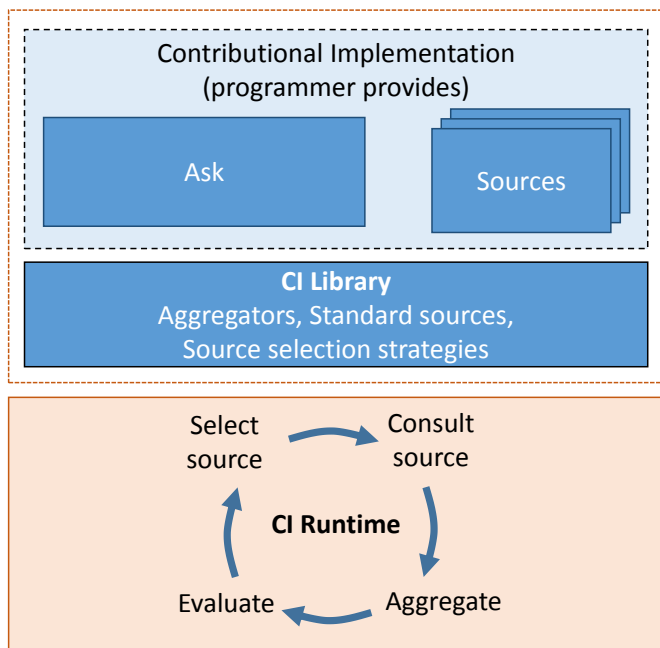 Contributional Implementation
(programmer provides)
Ask
Sources
CI Library
Aggregators, Standard sources,
Source selection strategies
Select
source
Consult
source
CI Runtime
Evaluate
Aggregate